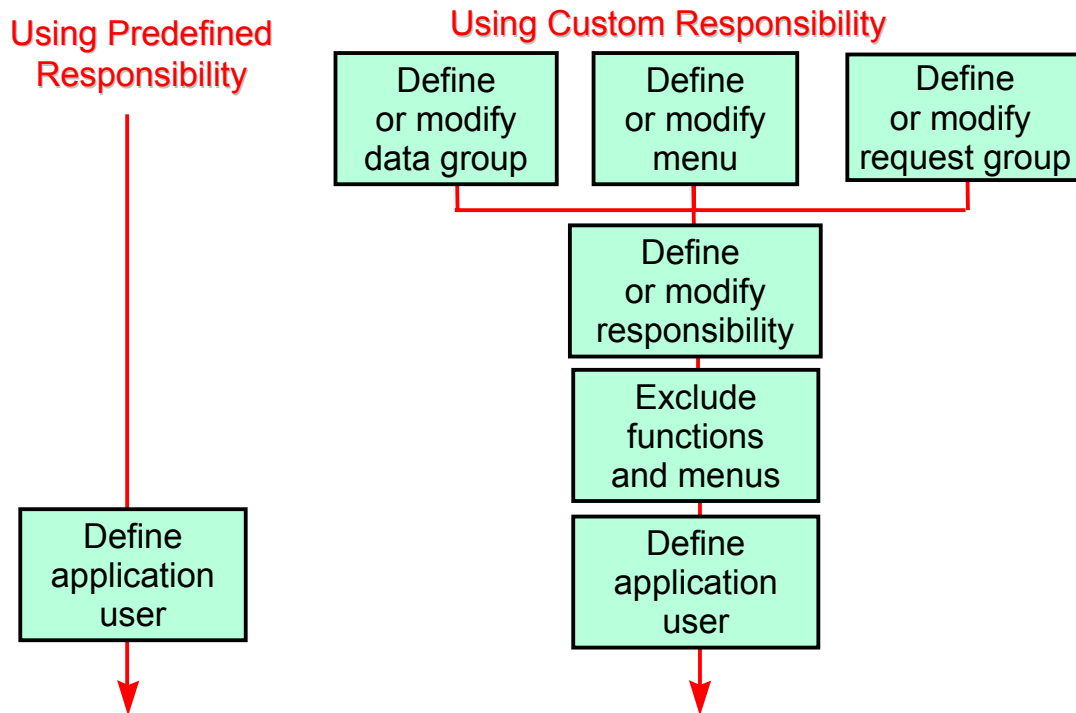 Using Predefined
Responsibility
Using Custom Responsibility
Define
or modify
data group
Define
or modify
menu
Define
or modify
request group
Define
or modify
responsibility
Exclude
functions
and menus
Define
application
user
Define
application
user